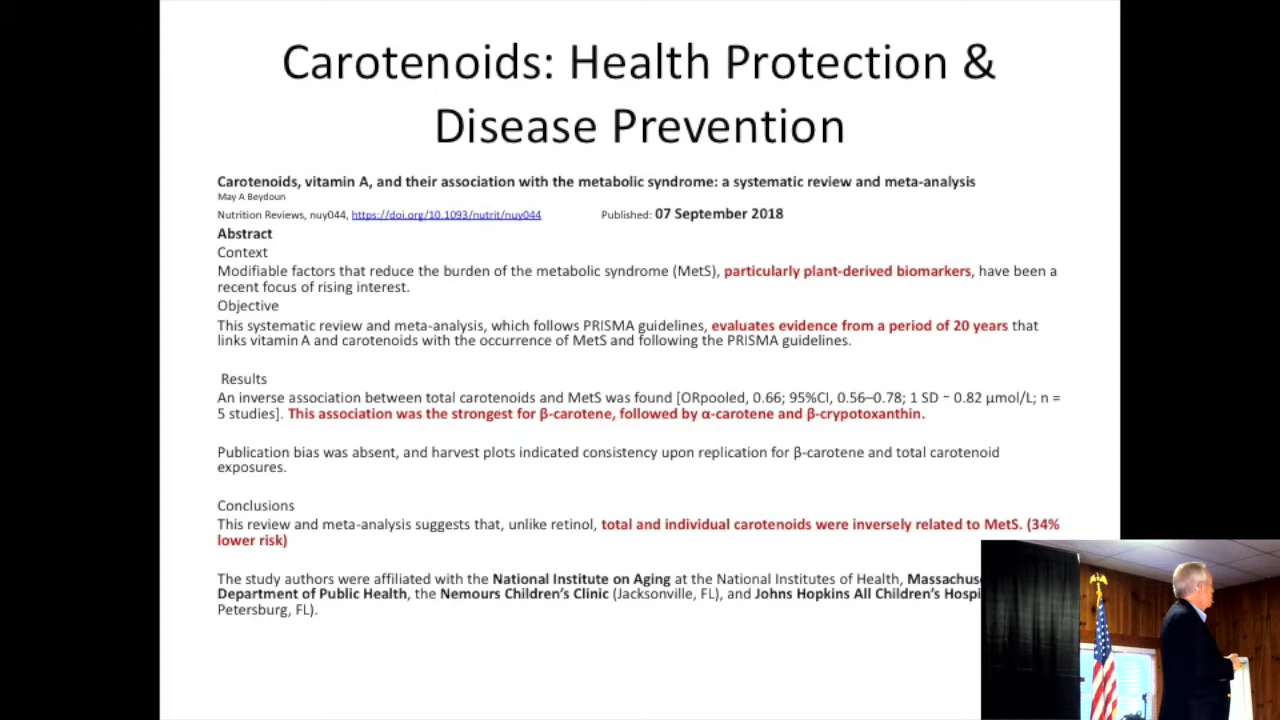 Carotenoids: Health Protection &
Disease Prevention
Carotenoids, vitamin A, and their association with the metabolic syndrome: a systematic review and meta-analysis
May A Beydoun
Nutrition Reviews, nuy044, https://doi.org/10.1093/nutrit/nuy044 Published: 07 September 2018
Abstract
Context
Modifiable factors that reduce the burden of the metabolic syndrome (MetS), particularly plant-derived biomarkers, have been a
recent focus of rising interest.
Objective
This systematic review and meta-analysis, which follows PRISMA guidelines, evaluates evidence from a period of 20 years that
links vitamin A and carotenoids with the occurrence of MetS and following the PRISMA guidelines.
Results
An inverse association between total carotenoids and MetS was found [ORpooled, 0.66; 95%CI, 0.56–0.78; 1 SD − 0.82 μmol/L; n =
5 studies]. This association was the strongest for β-carotene, followed by α-carotene and β-crypotoxanthin.
Publication bias was absent, and harvest plots indicated consistency upon replication for β-carotene and total carotenoid
exposures.
Conclusions
This review and meta-analysis suggests that, unlike retinol, total and individual carotenoids were inversely related to MetS. (34%
lower risk)
The study authors were affiliated with the National Institute on Aging at the National Institutes of Health, Massachus
Department of Public Health, the Nemours Children's Clinic (Jacksonville, FL), and Johns Hopkins All Children's Hospi
Petersburg, FL).